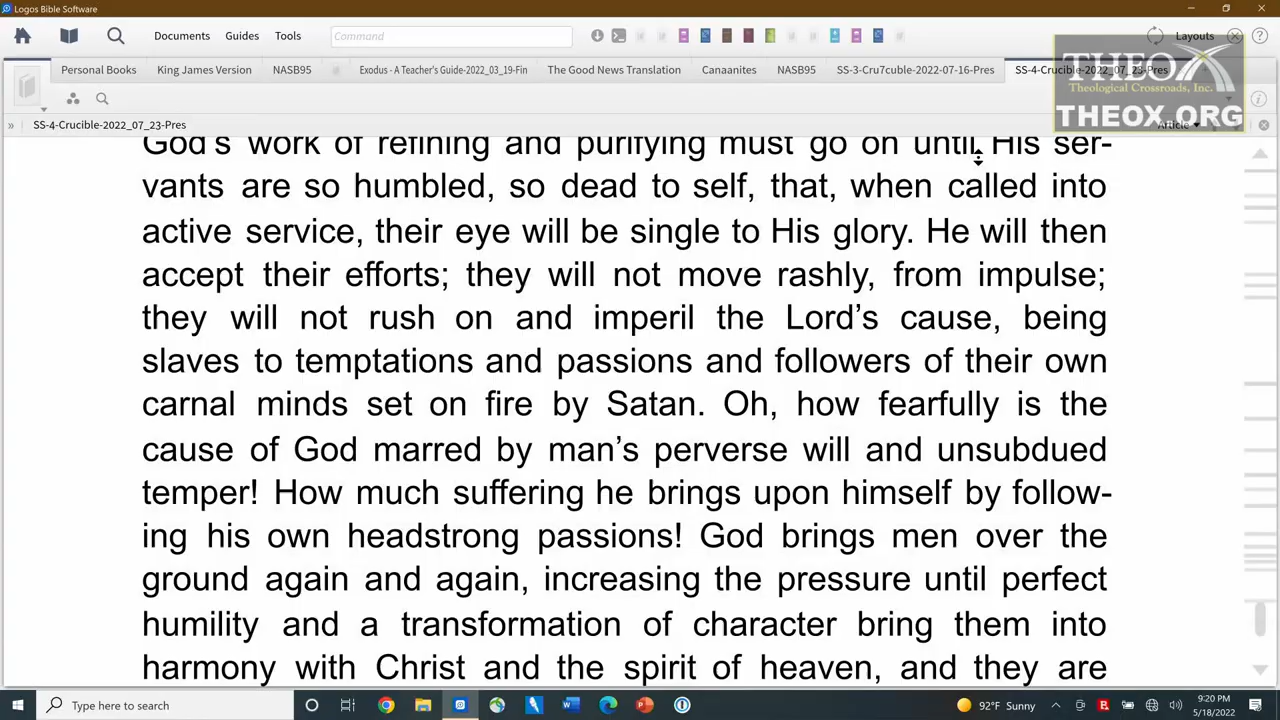 Logos Bible Software
Documents Guides Tools Command Layouts
Personal Books King James Version NASB95 2022_03_19-Fin The Good News Translation Canaanites NASB95 SS-3-Cru7cuble-2022-07-16-Pres SS-4-Crucible-2022_07_23-Pres
THEOX
Theological Crossroads, Inc.
THEOX.ORG
SS-4-Crucible-2022_07_23-Pres Article
God's work of refining and purifying must go on until His ser-
vants are so humbled, so dead to self, that, when called into
active service, their eye will be single to His glory. He will then
accept their efforts; they will not move rashly, from impulse;
they will not rush on and imperil the Lord's cause, being
slaves to temptations and passions and followers of their own
carnal minds set on fire by Satan. Oh, how fearfully is the
cause of God marred by man's perverse will and unsubdued
temper! How much suffering he brings upon himself by follow-
ing his own headstrong passions! God brings men over the
ground again and again, increasing the pressure until perfect
humility and a transformation of character bring them into
harmony with Christ and the spirit of heaven, and they are
Type here to search 92°F Sunny 9:20 PM
5/18/2022